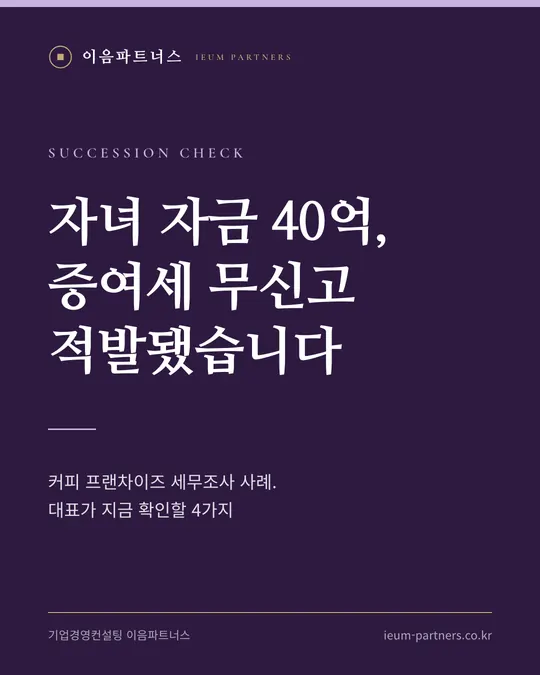 이음파트너스 IEUM PARTNERS
SUCCESSION CHECK
자녀 자금 40억,
증여세 무신고
적발됐습니다
커피 프랜차이즈 세무조사 사례.
대표가 지금 확인할 4가지
기업경영컨설팅 이음파트너스 ieum-partners.co.kr